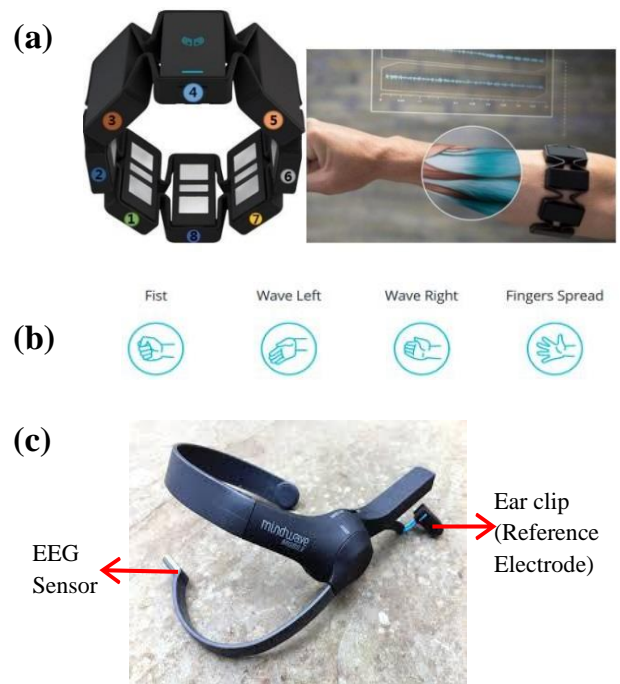 (a)
4
3
5
2
6
1
7
8
(b)
Fist
Wave Left
Wave Right
Fingers Spread
(c)
mindwave
EEG
Sensor
Ear clip
(Reference
Electrode)